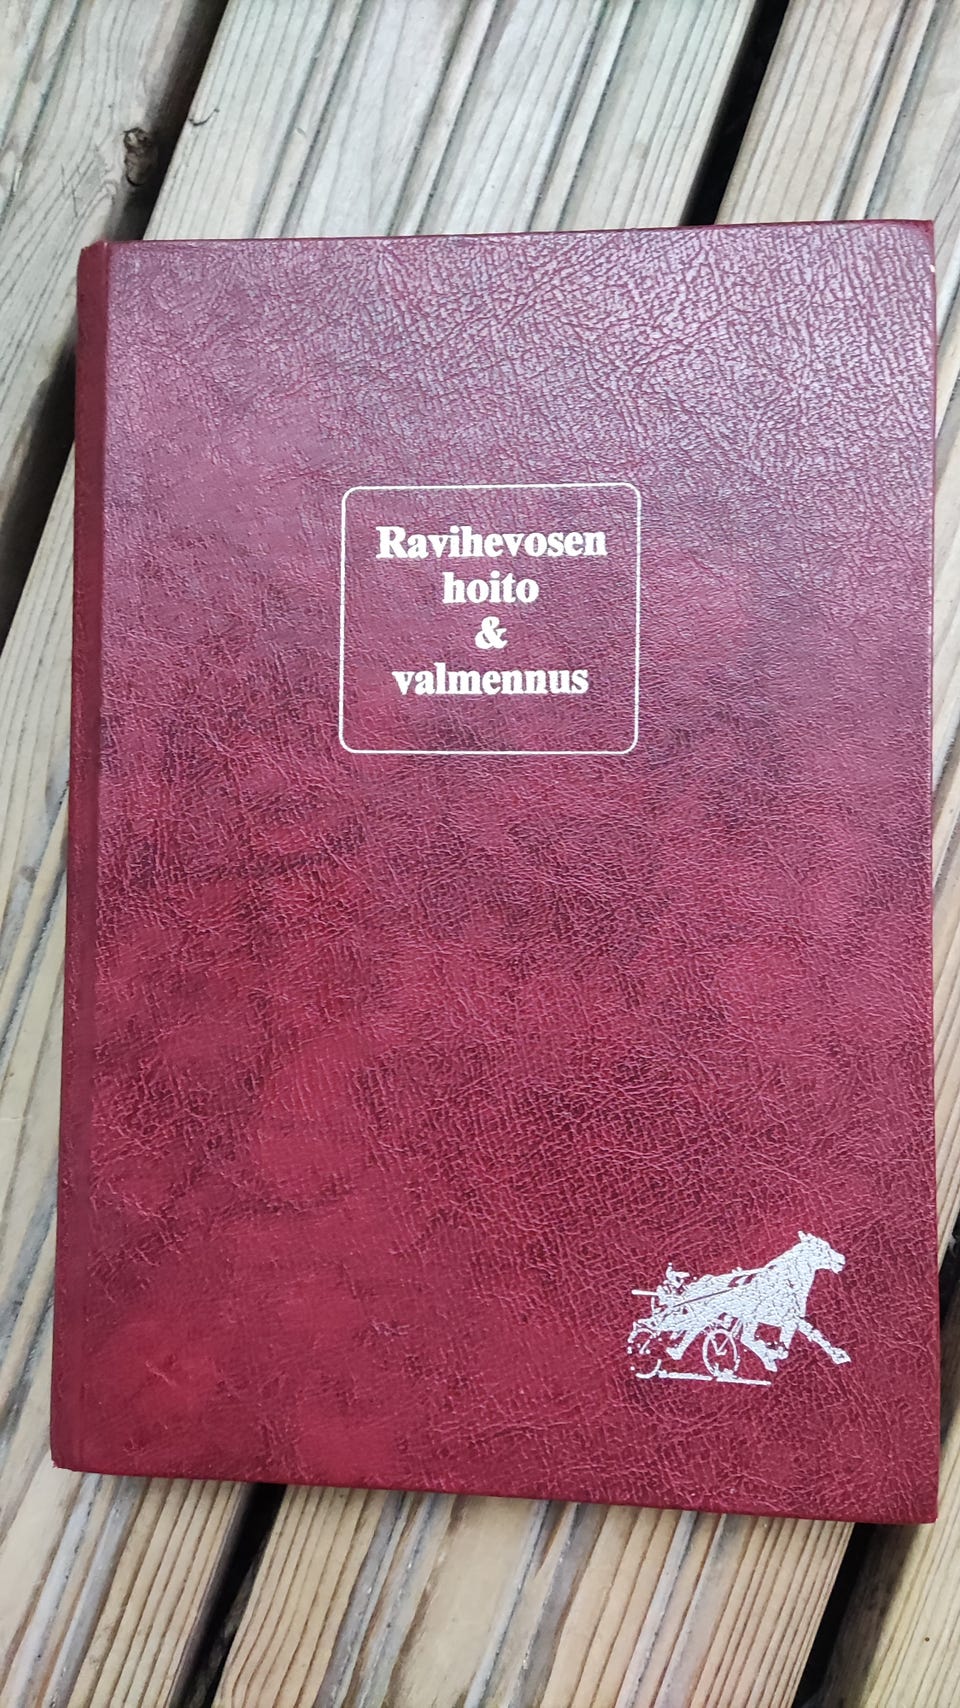 Ravihevosen
hoito
&
valmennus